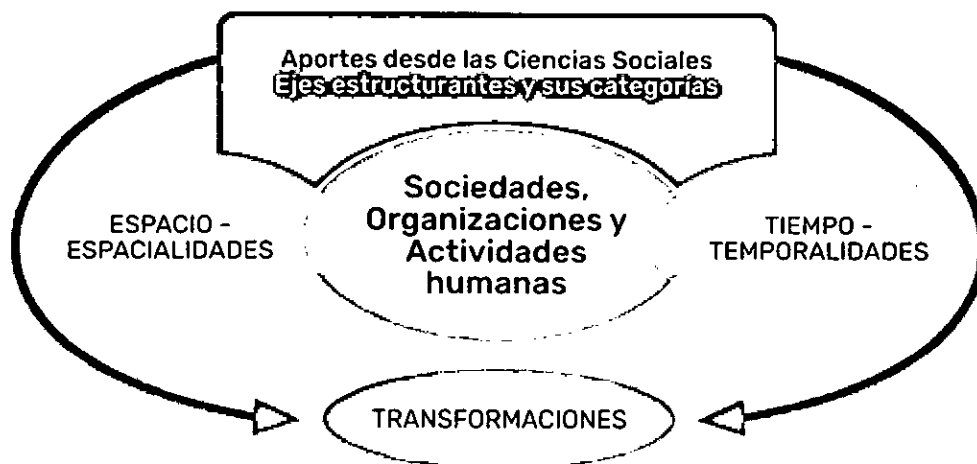 Aportes desde las Ciencias Sociales
Ejes estructurantes y sus categorías
Sociedades,
Organizaciones y
Actividades
humanas
ESPACIO -
ESPACIALIDADES
TIEMPO -
TEMPORALIDADES
TRANSFORMACIONES